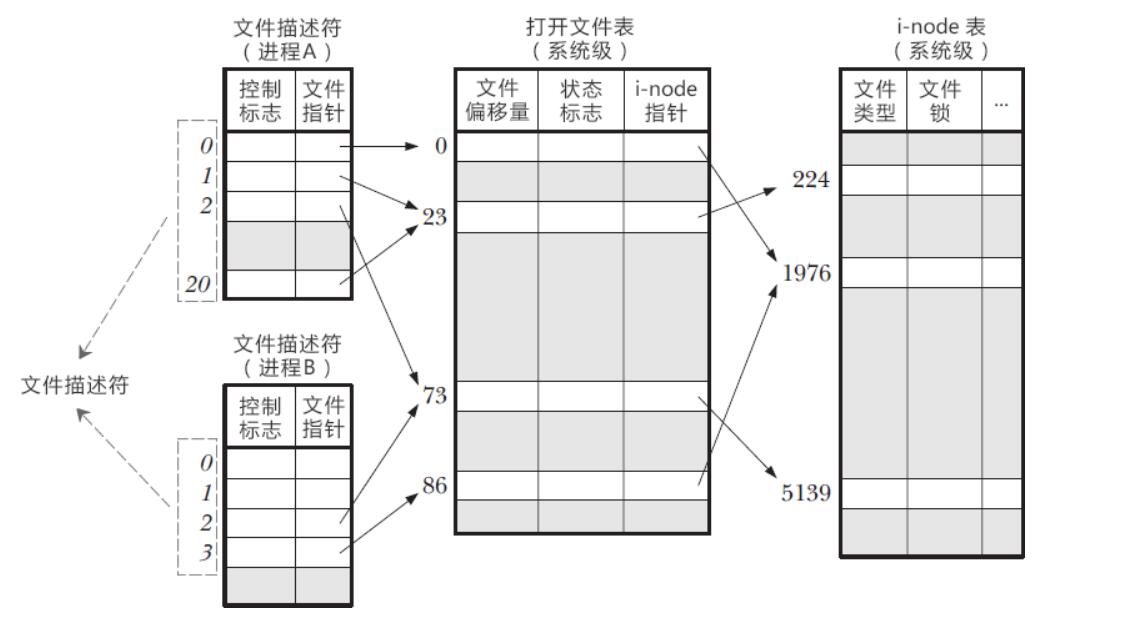 文件描述符
（进程A）
控制
标志
文件
指针
0
1
2
20
文件描述符
（进程B）
控制
标志
文件
指针
0
1
2
3
文件描述符
打开文件表
（系统级）
文件
偏移量
状态
标志
i-node
指针
0
23
73
86
i-node 表
（系统级）
文件
类型
文件
锁
...
224
1976
5139